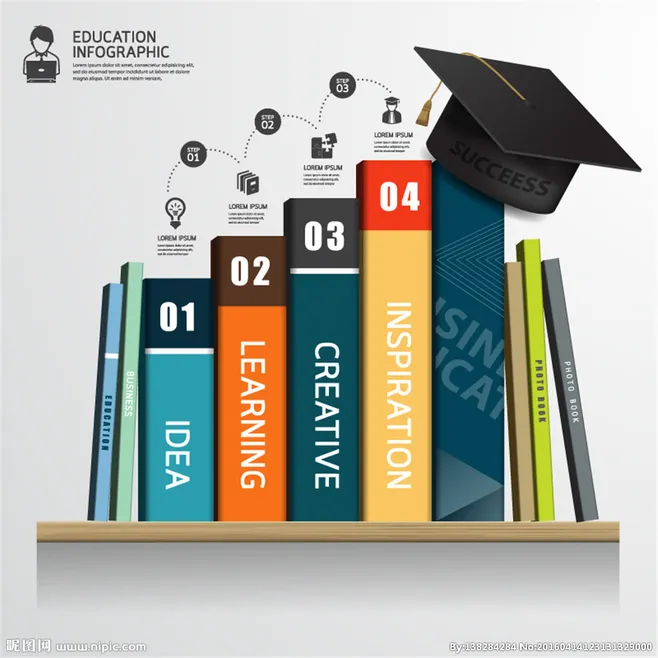 EDUCATION
INFOGRAPHIC
Lorem ipsum dolor sit amet, consectetur adipisicing elit,
sed do eiusmod tempor incididunt ut labore et dolore
magna aliqua. Ut enim ad minim veniam,
STEP
01
STEP
02
STEP
03
LOREM IPSUM
LOREM IPSUM
LOREM IPSUM
LOREM IPSUM
SUCCEESS
01
IDEA
02
LEARNING
03
CREATIVE
04
INSPIRATION
EDUCATION
BUSINESS
PHOTO BOOK
PHOTO BOOK
昵图网 www.nipic.com
By:138284284 No:20160414123131329000